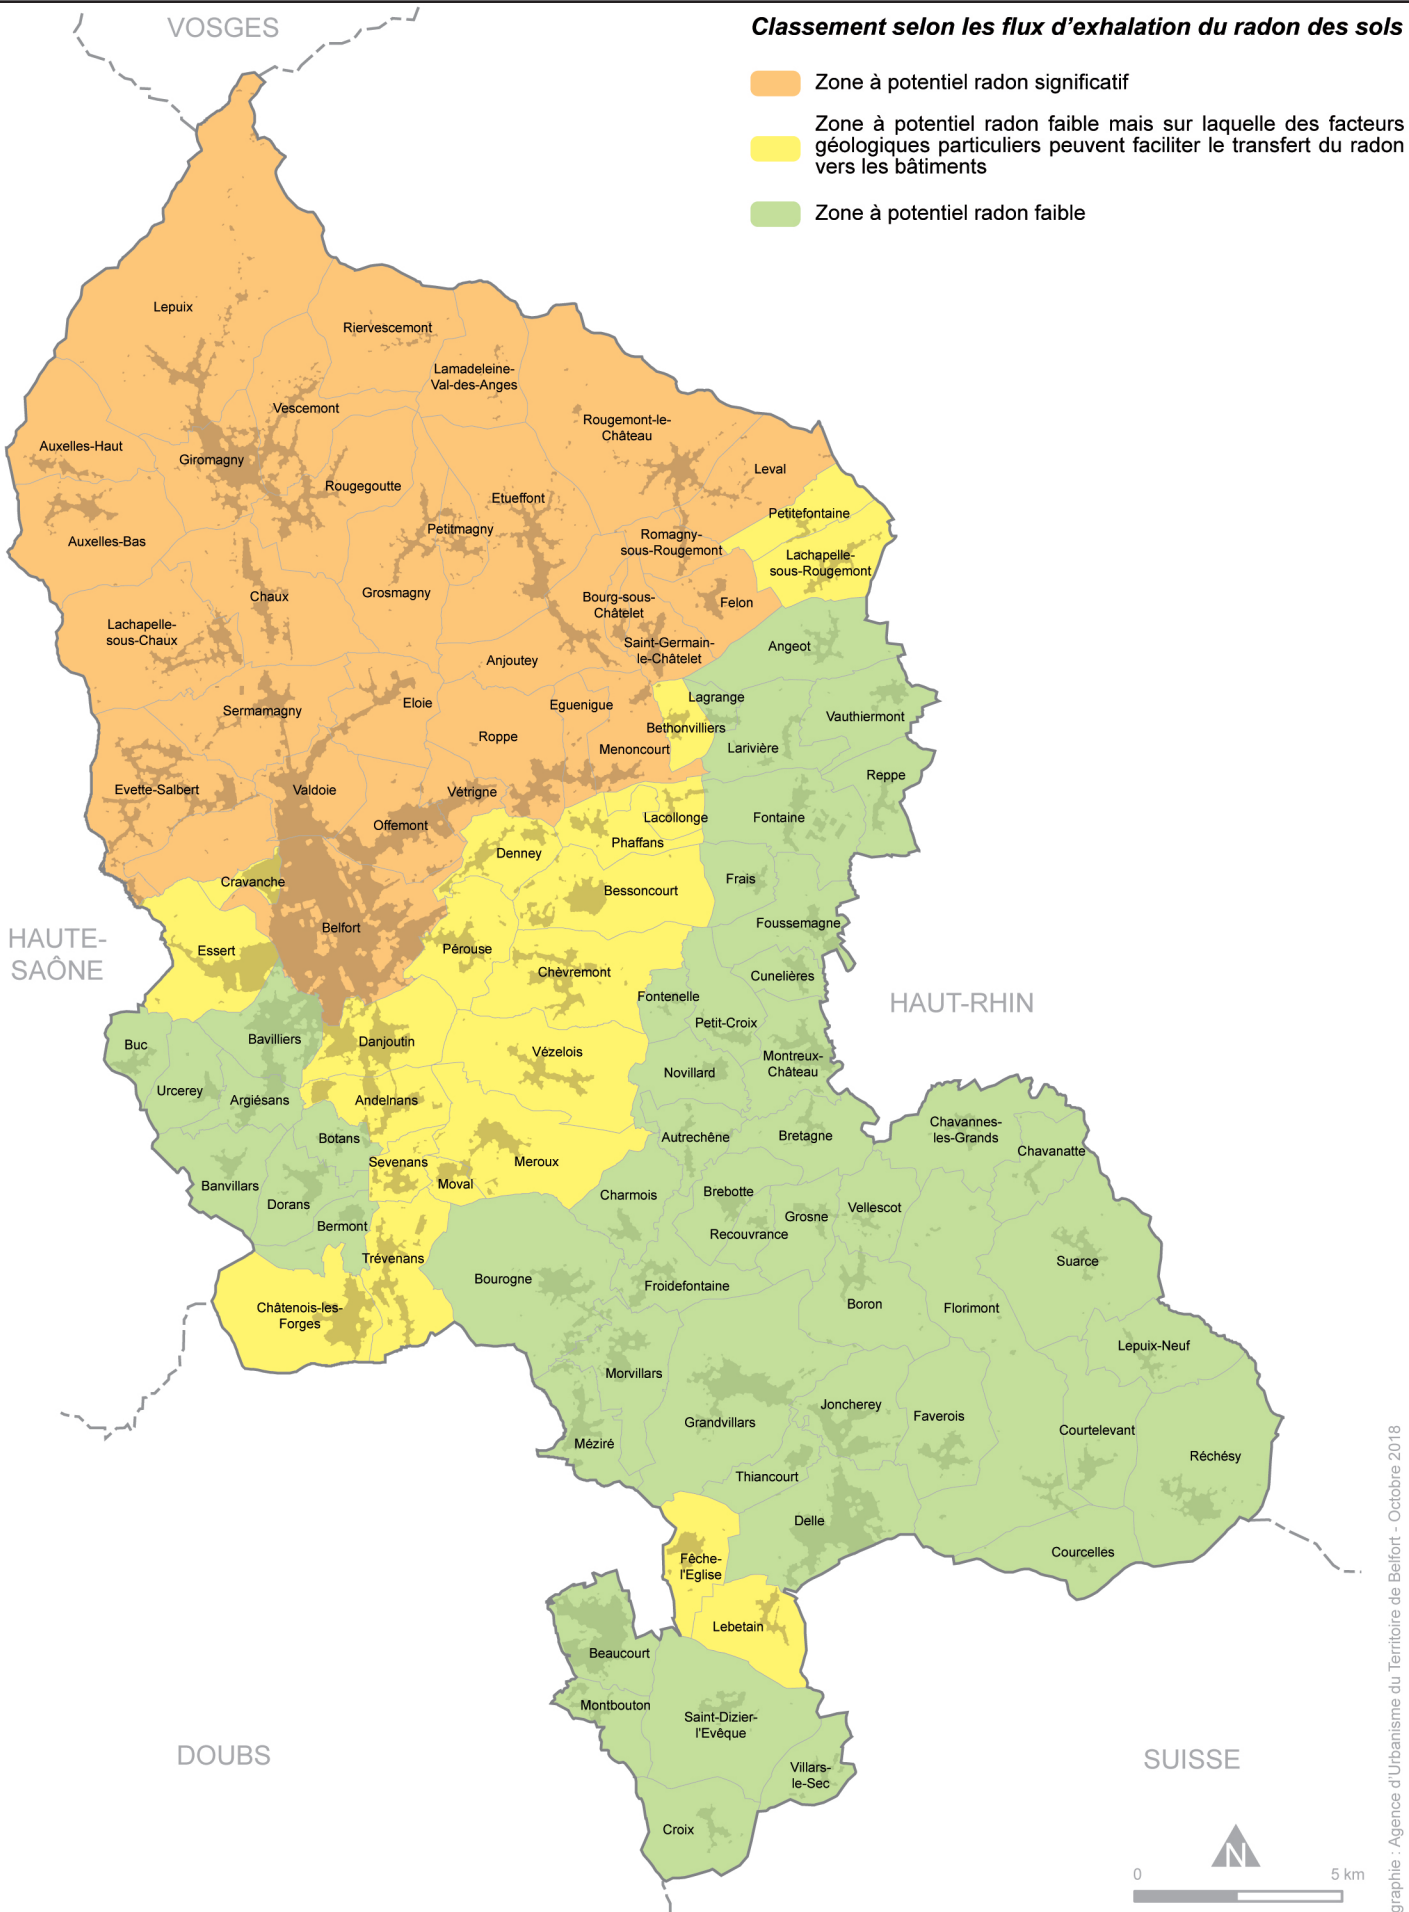 VOSGES
Classement selon les flux d’exhalation du radon des sols
Zone à potentiel radon significatif
Zone à potentiel radon faible mais sur laquelle des facteurs
géologiques particuliers peuvent faciliter le transfert du radon
vers les bâtiments
Zone à potentiel radon faible
Lepuix
Riervescemont
Lamadeleine-
Val-des-Anges
Vescemont
Rougemont-le-
Château
Auxelles-Haut
Giromagny
Leval
Rougegoutte
Etueffont
Petitefontaine
Petitmagny
Auxelles-Bas
Romagny-
sous-Rougemont
Lachapelle-
sous-Rougemont
Chaux
Grosmagny
Bourg-sous-
Châtelet
Felon
Lachapelle-
sous-Chaux
Saint-Germain-
le-Châtelet
Angeot
Anjoutey
Sermamagny
Eloie
Eguenigue
Lagrange
Vauthiermont
Bethonvilliers
Roppe
Menoncourt
Larivière
Reppe
Evette-Salbert
Valdoie
Vétrigne
Offemont
Lacollonge
Fontaine
Phaffans
Denney
Cravanche
Bessoncourt
Frais
Belfort
Foussemagne
HAUTE-
SAÔNE
Essert
Pérouse
Chèvremont
Cunelières
Fontenelle
HAUT-RHIN
Petit-Croix
Buc
Bavilliers
Danjoutin
Vézelois
Montreux-
Château
Novillard
Urcerey
Argiésans
Andelnans
Chavannes-
les-Grands
Botans
Autrechêne
Bretagne
Chavanatte
Sevenans
Meroux
Moval
Banvillars
Charmois
Brebotte
Dorans
Grosne
Vellescot
Bermont
Recouvrance
Trévenans
Suarce
Bourogne
Froidefontaine
Châtenois-les-
Forges
Boron
Florimont
Lepuix-Neuf
Morvillars
Joncherey
Grandvillars
Faverois
Courtelevant
Méziré
Réchésy
Thiancourt
Delle
Courcelles
Fêche-
l'Eglise
Lebetain
Beaucourt
Montbouton
Saint-Dizier-
l'Evêque
DOUBS
SUISSE
Villars-
le-Sec
Croix
N
0 5 km
graphie : Agence d'Urbanisme du Territoire de Belfort - Octobre 2018